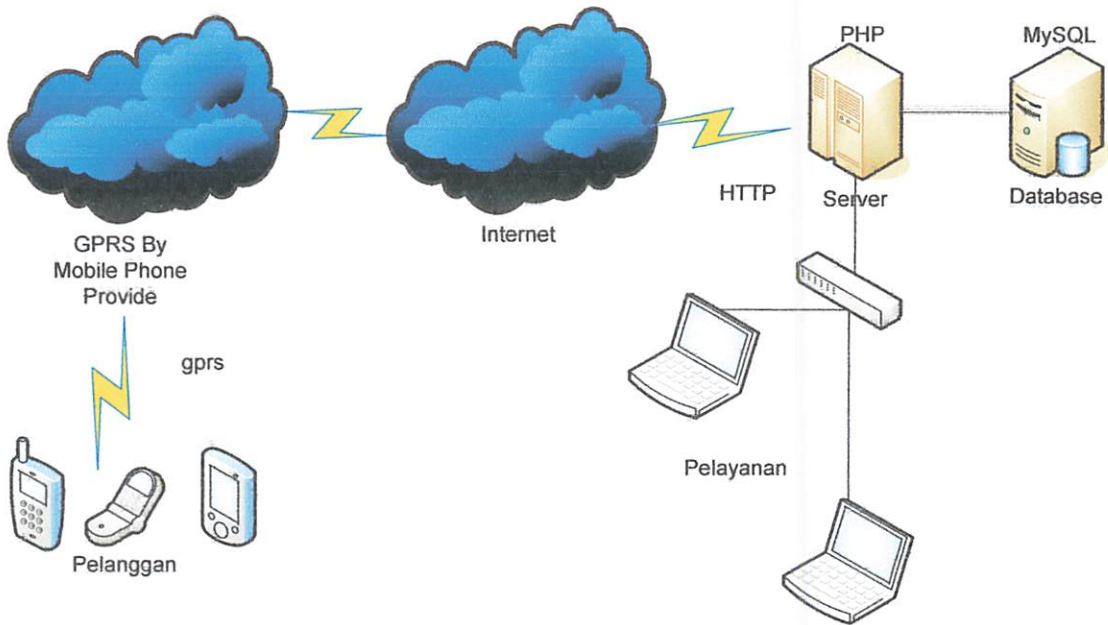 PHP
MySQL
HTTP
Server
Database
Internet
GPRS By
Mobile Phone
Provide
gprs
Pelayanan
Pelanggan